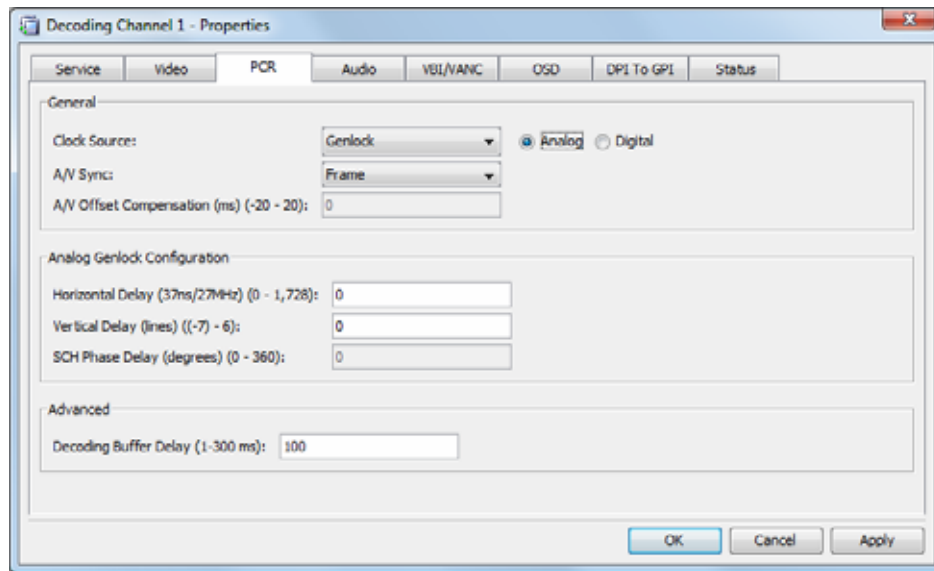 Decoding Channel 1 - Properties
Service Video PCR Audio VBI/VANC OSD DPI To GPI Status
General
Clock Source: Genlock Analog Digital
A/V Sync: Frame
A/V Offset Compensation (ms) (-20 - 20): 0
Analog Genlock Configuration
Horizontal Delay (37ns/27MHz) (0 - 1,728): 0
Vertical Delay (lines) ((-7) - 6): 0
SCH Phase Delay (degrees) (0 - 360): 0
Advanced
Decoding Buffer Delay (1-300 ms): 100
OK Cancel Apply